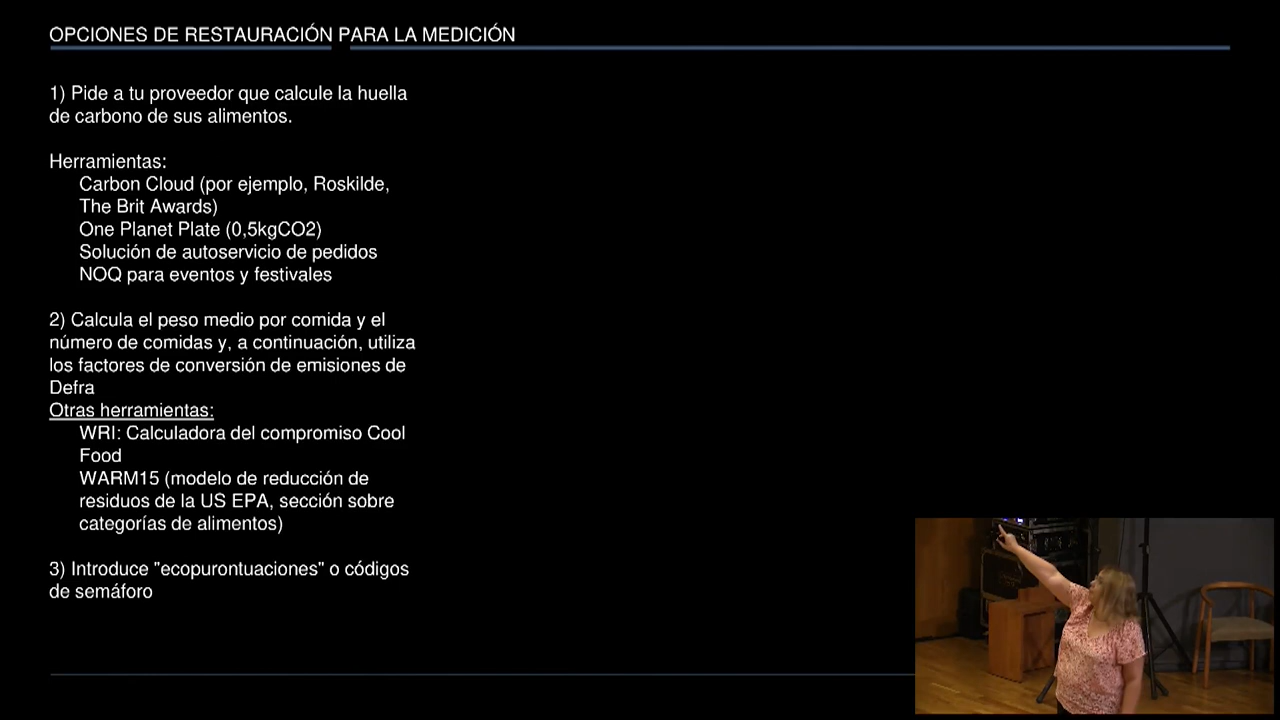 OPCIONES DE RESTAURACIÓN PARA LA MEDICIÓN
1) Pide a tu proveedor que calcule la huella
de carbono de sus alimentos.
Herramientas:
Carbon Cloud (por ejemplo, Roskilde,
The Brit Awards)
One Planet Plate (0,5kgCO2)
Solución de autoservicio de pedidos
NOQ para eventos y festivales
2) Calcula el peso medio por comida y el
número de comidas y, a continuación, utiliza
los factores de conversión de emisiones de
Defra
Otras herramientas:
WRI: Calculadora del compromiso Cool
Food
WARM15 (modelo de reducción de
residuos de la US EPA, sección sobre
categorías de alimentos)
3) Introduce "ecopurontuaciones" o códigos
de semáforo